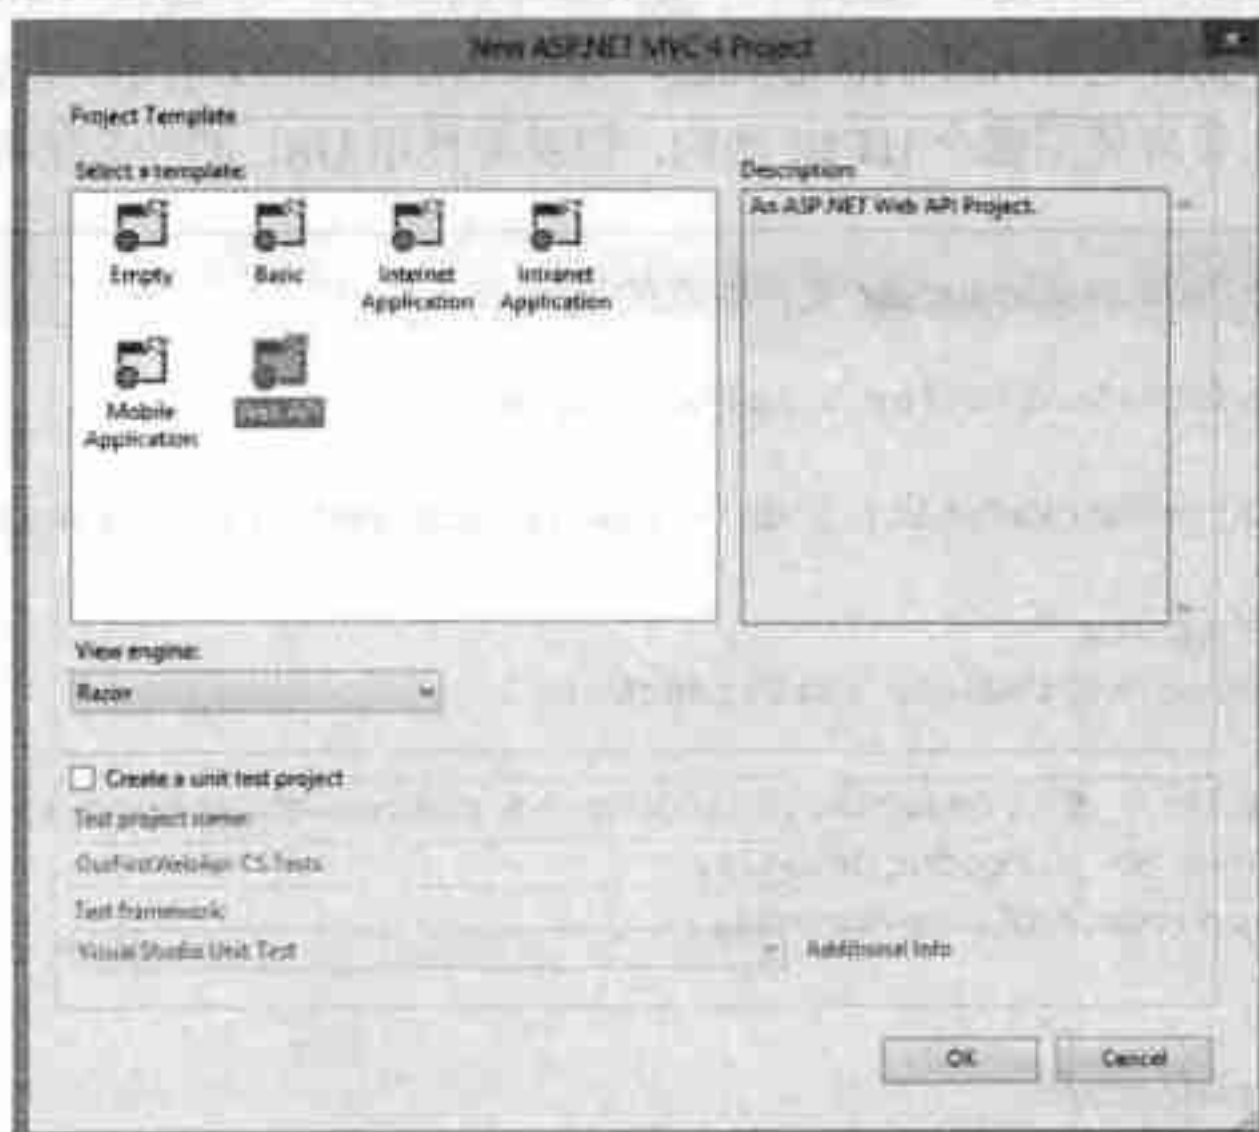 New ASP.NET MVC 4 Project
Project Template
Select a template:
Description:
Empty
Basic
Internet Application
Intranet Application
Mobile Application
Web API
An ASP.NET Web API Project.
View engine:
Razor
Create a unit test project
Test project name:
CS.Tests
Test framework:
Visual Studio Unit Test
Additional Info
OK
Cancel